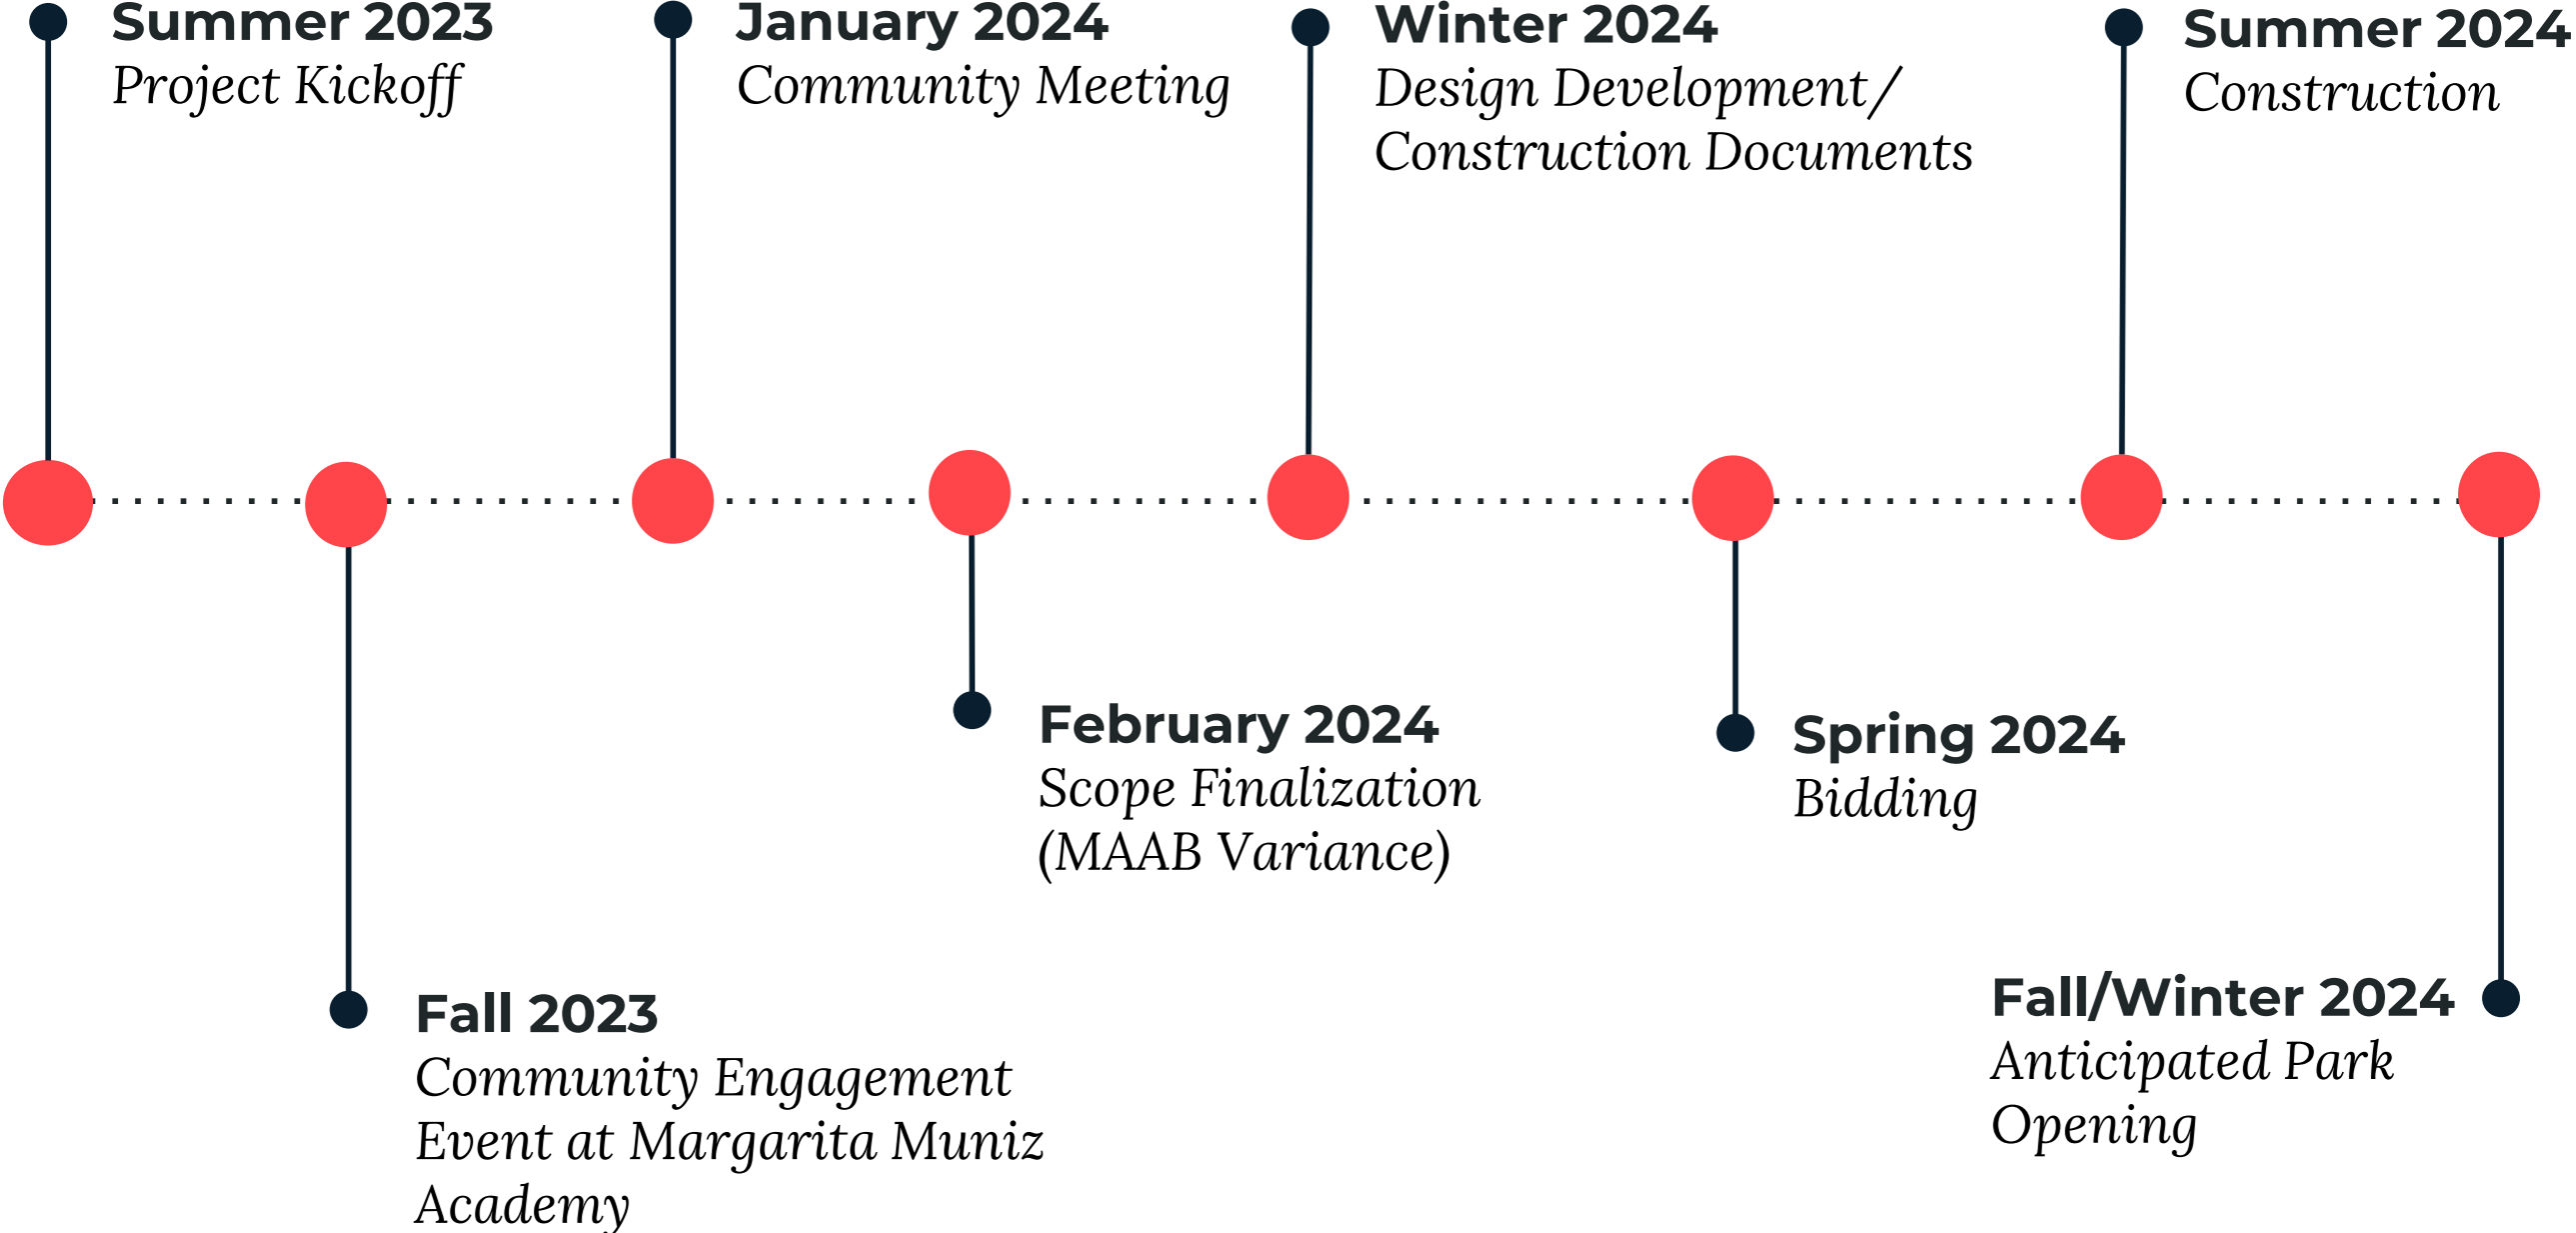 Summer 2023
Project Kickoff
January 2024
Community Meeting
Winter 2024
Design Development/
Construction Documents
Summer 2024
Construction
February 2024
Scope Finalization
(MAAB Variance)
Spring 2024
Bidding
Fall 2023
Community Engagement
Event at Margarita Muniz
Academy
Fall/Winter 2024
Anticipated Park
Opening